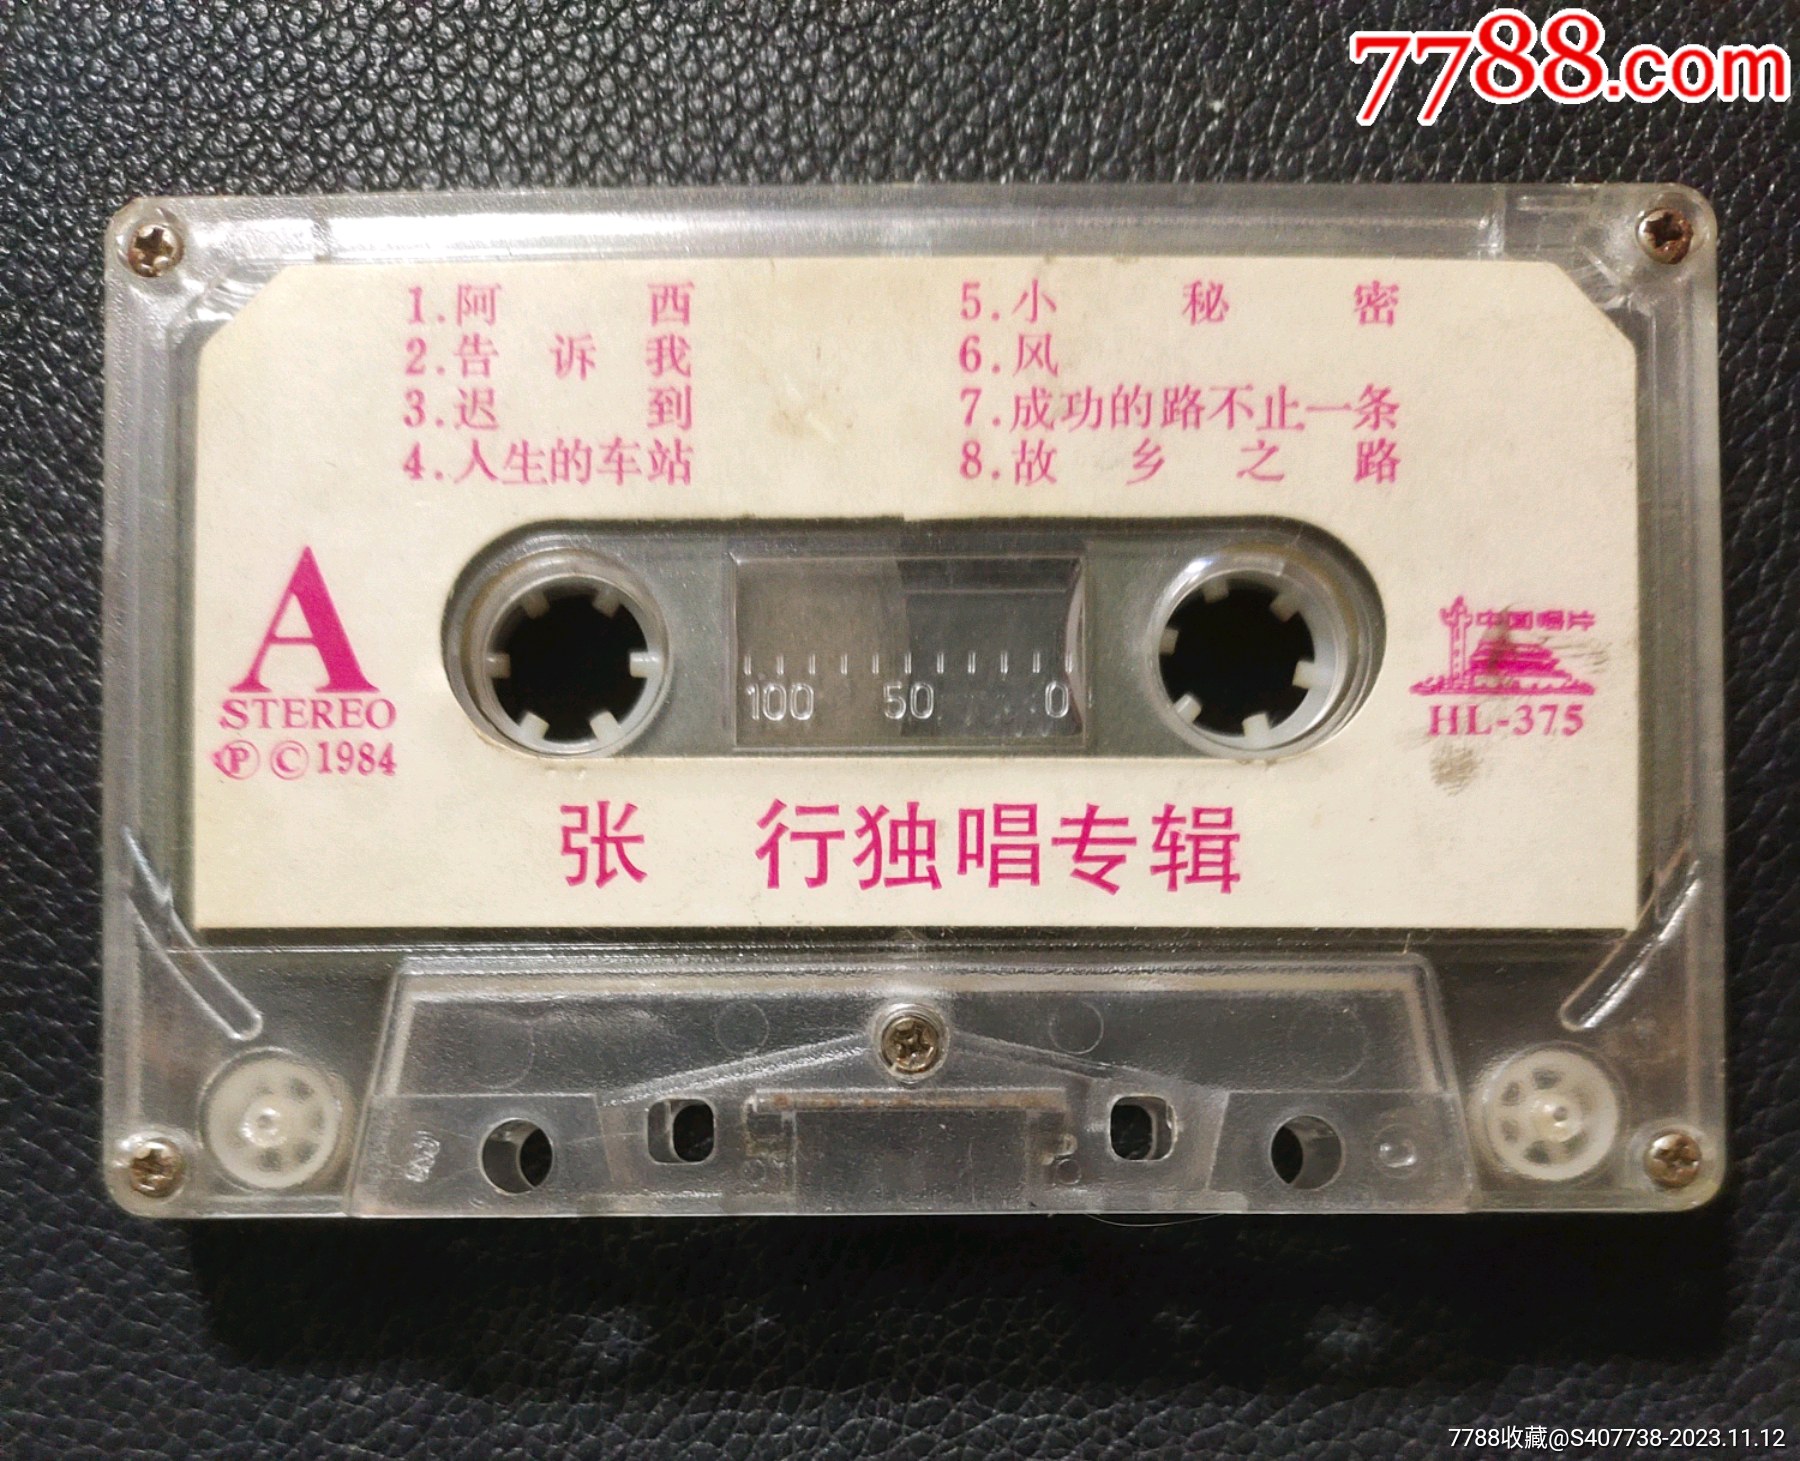 7788.com
1.阿西
2.告诉我
3.迟到
4.人生的车站
5.小秘密
6.风
7.成功的路不止一条
8.故乡之路
A
STEREO
Ⓟ © 1984
100 50 0
中国唱片
HL-375
张 行独唱专辑
7788收藏@S407738-2023.11.12